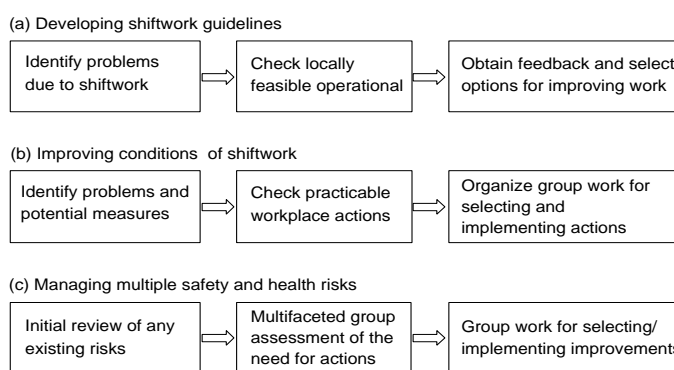 (a) Developing shiftwork guidelines
Identify problems
due to shiftwork
Check locally
feasible operational
Obtain feedback and select
options for improving work
(b) Improving conditions of shiftwork
Identify problems and
potential measures
Check practicable
workplace actions
Organize group work for
selecting and
implementing actions
(c) Managing multiple safety and health risks
Initial review of any
existing risks
Multifaceted group
assessment of the
need for actions
Group work for selecting/
implementing improvements